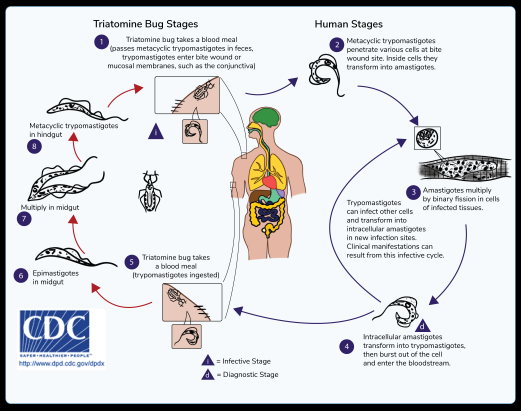 Triatomine Bug Stages
Human Stages
1
Triatomine bug takes a blood meal
(passes metacyclic trypomastigotes in feces,
trypomastigotes enter bite wound or
mucosal membranes, such as the conjunctiva)
i
2
Metacyclic trypomastigotes
penetrate various cells at bite
wound site. Inside cells they
transform into amastigotes.
3
Amastigotes multiply
by binary fission in cells
of infected tissues.
Trypomastigotes
can infect other cells
and transform into
intracellular amastigotes
in new infection sites.
Clinical manifestations can
result from this infective cycle.
d
4
Intracellular amastigotes
transform into trypomastigotes,
then burst out of the cell
and enter the bloodstream.
5
Triatomine bug takes
a blood meal
(trypomastigotes ingested)
6
Epimastigotes
in midgut
7
Multiply in midgut
Metacyclic trypomastigotes
in hindgut
8
CDC
SAFER·HEALTHIER·PEOPLE™
http://www.dpd.cdc.gov/dpdx
i = Infective Stage
d = Diagnostic Stage